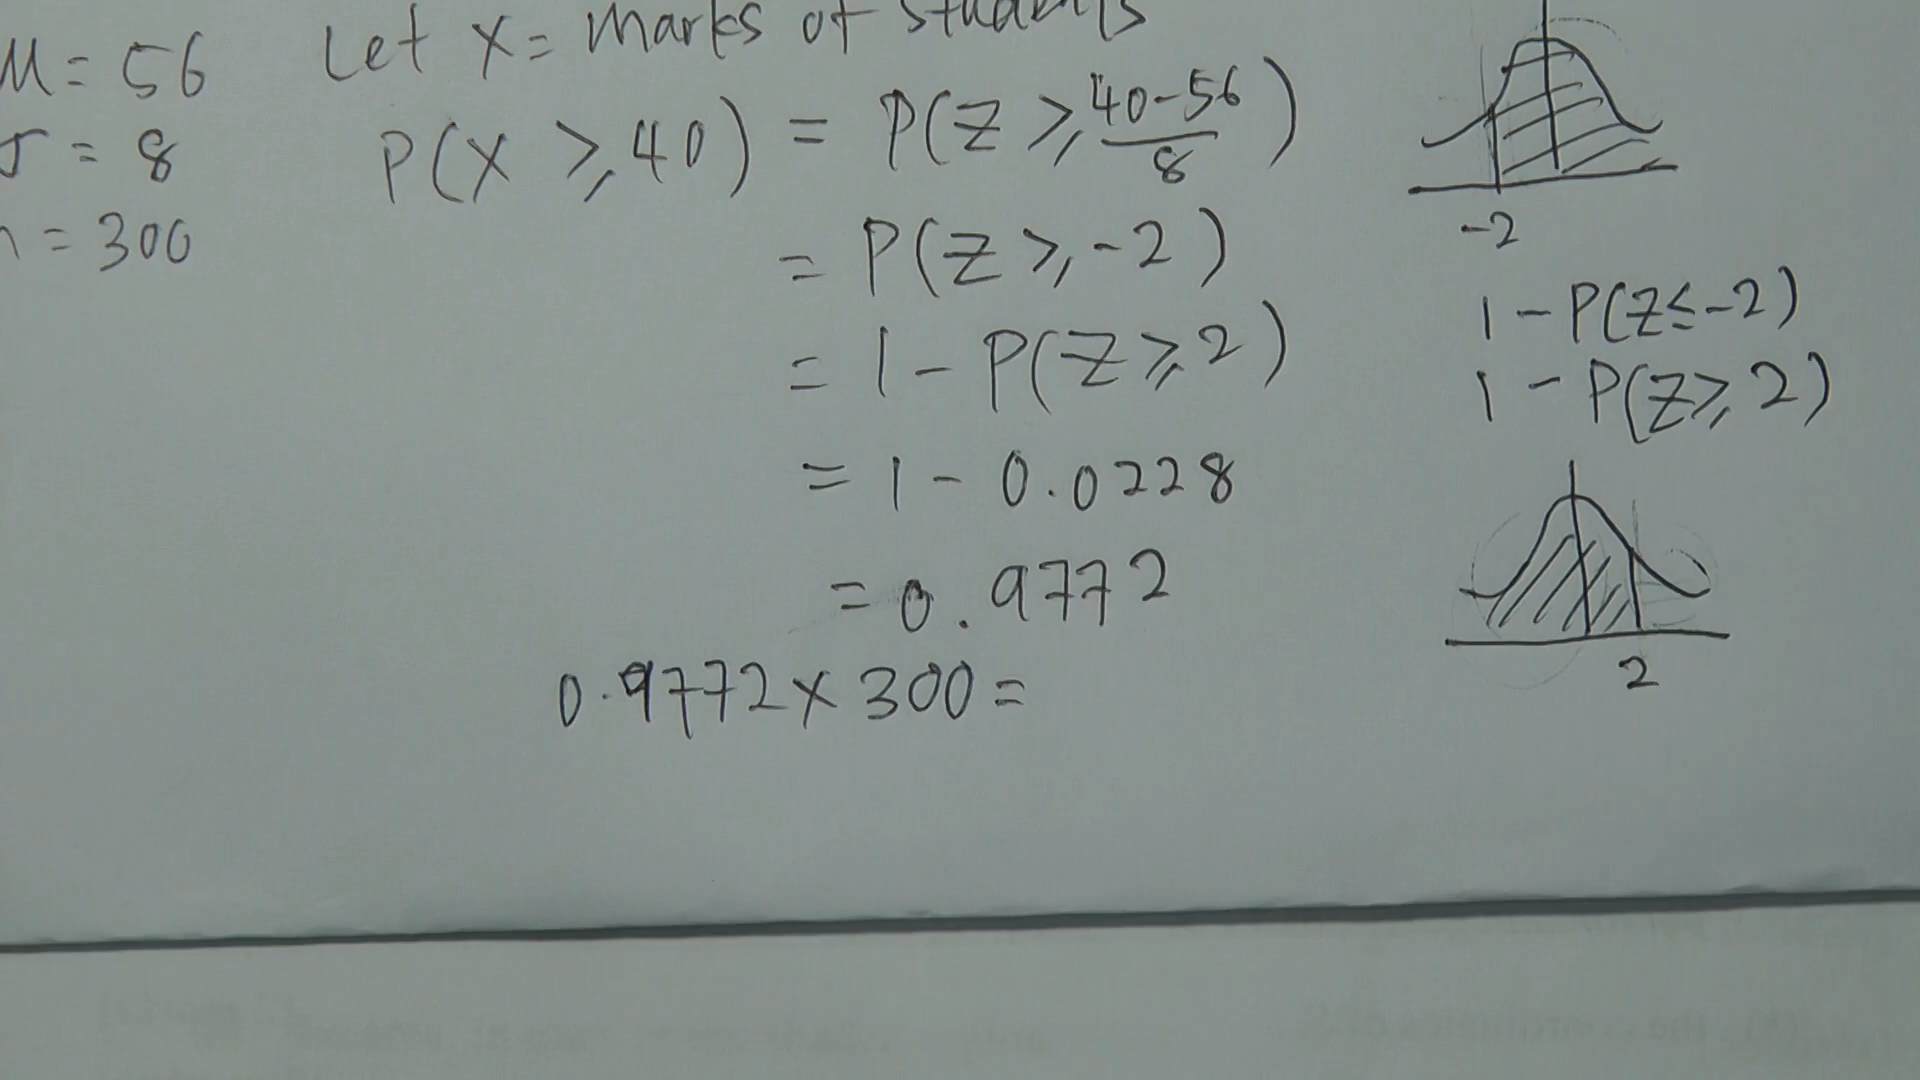 μ = 56
σ = 8
n = 300
Let X = Marks of students
P(X ≥ 40) = P(Z ≥ (40-56)/8)
= P(Z ≥ -2)
= 1 - P(Z ≥ 2)
= 1 - 0.0228
= 0.9772
0.9772 × 300 =
-2
1 - P(Z ≤ -2)
1 - P(Z ≥ 2)
2